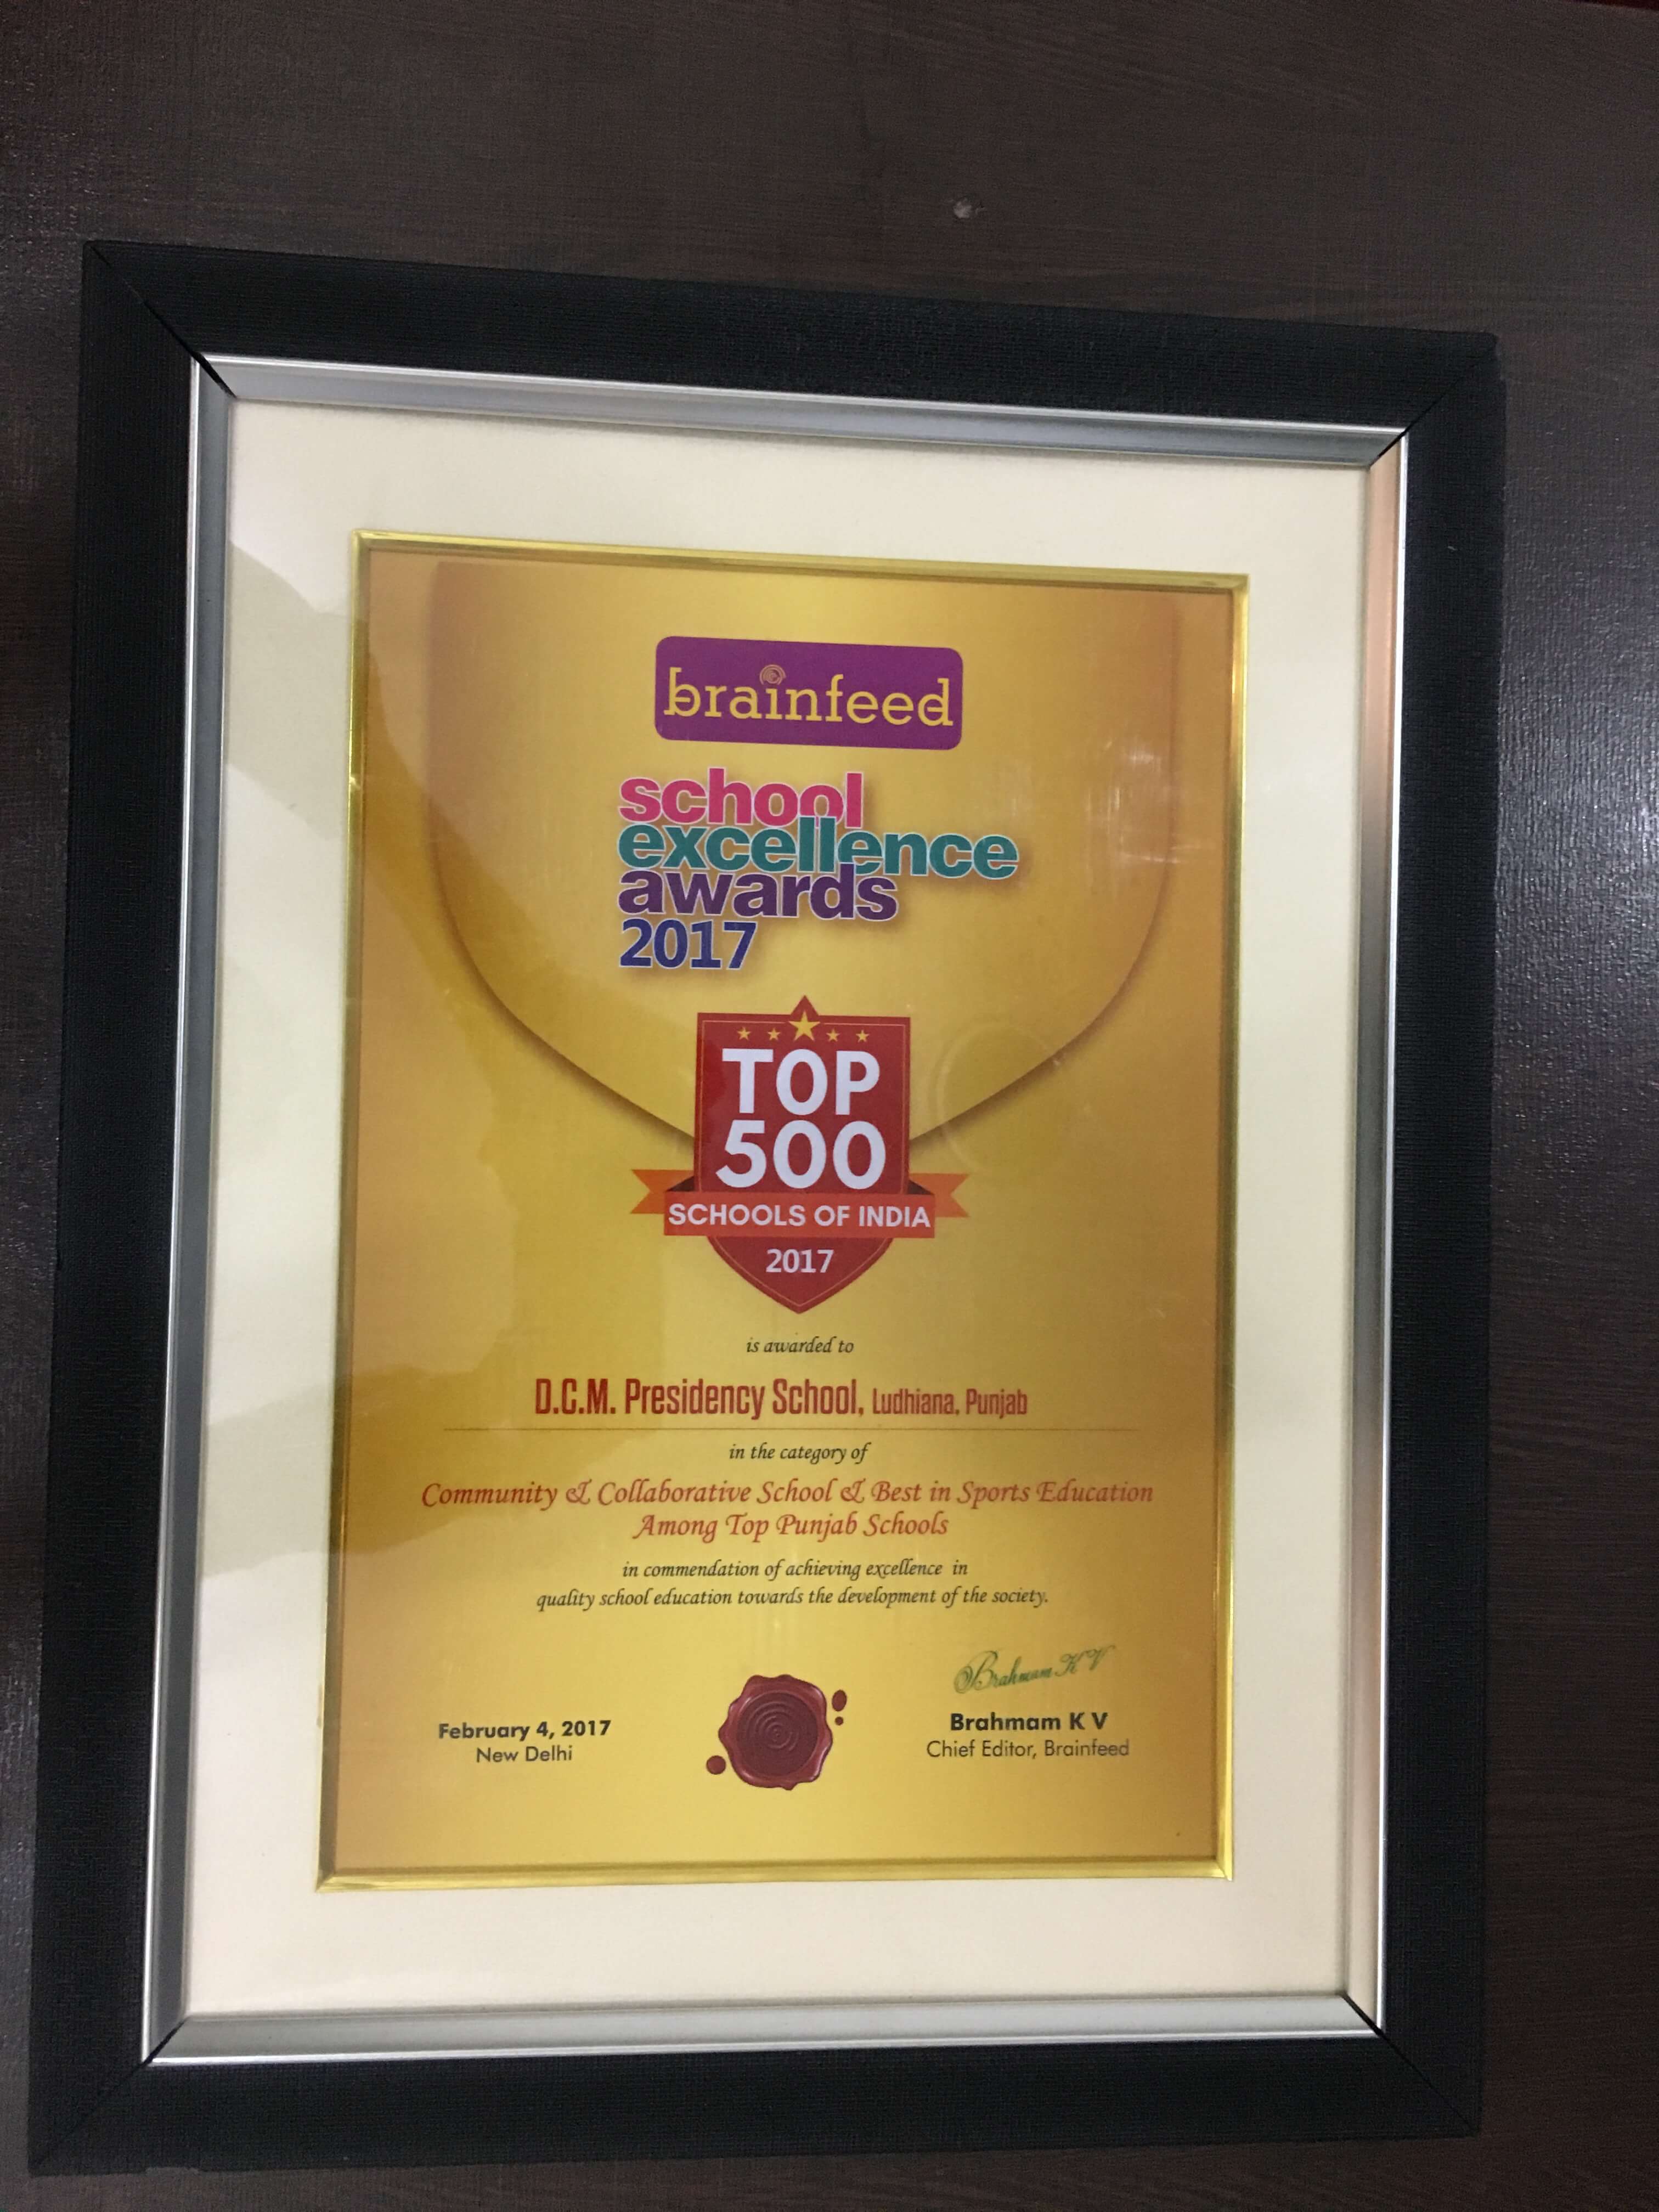 brainfeed
school
excellence
awards
2017
TOP
500
SCHOOLS OF INDIA
2017
is awarded to
D.C.M. Presidency School, Ludhiana, Punjab
in the category of
Community & Collaborative School & Best in Sports Education
Among Top Punjab Schools
in commendation of achieving excellence in
quality school education towards the development of the society.
Brahmam K V
February 4, 2017
New Delhi
Brahmam K V
Chief Editor, Brainfeed